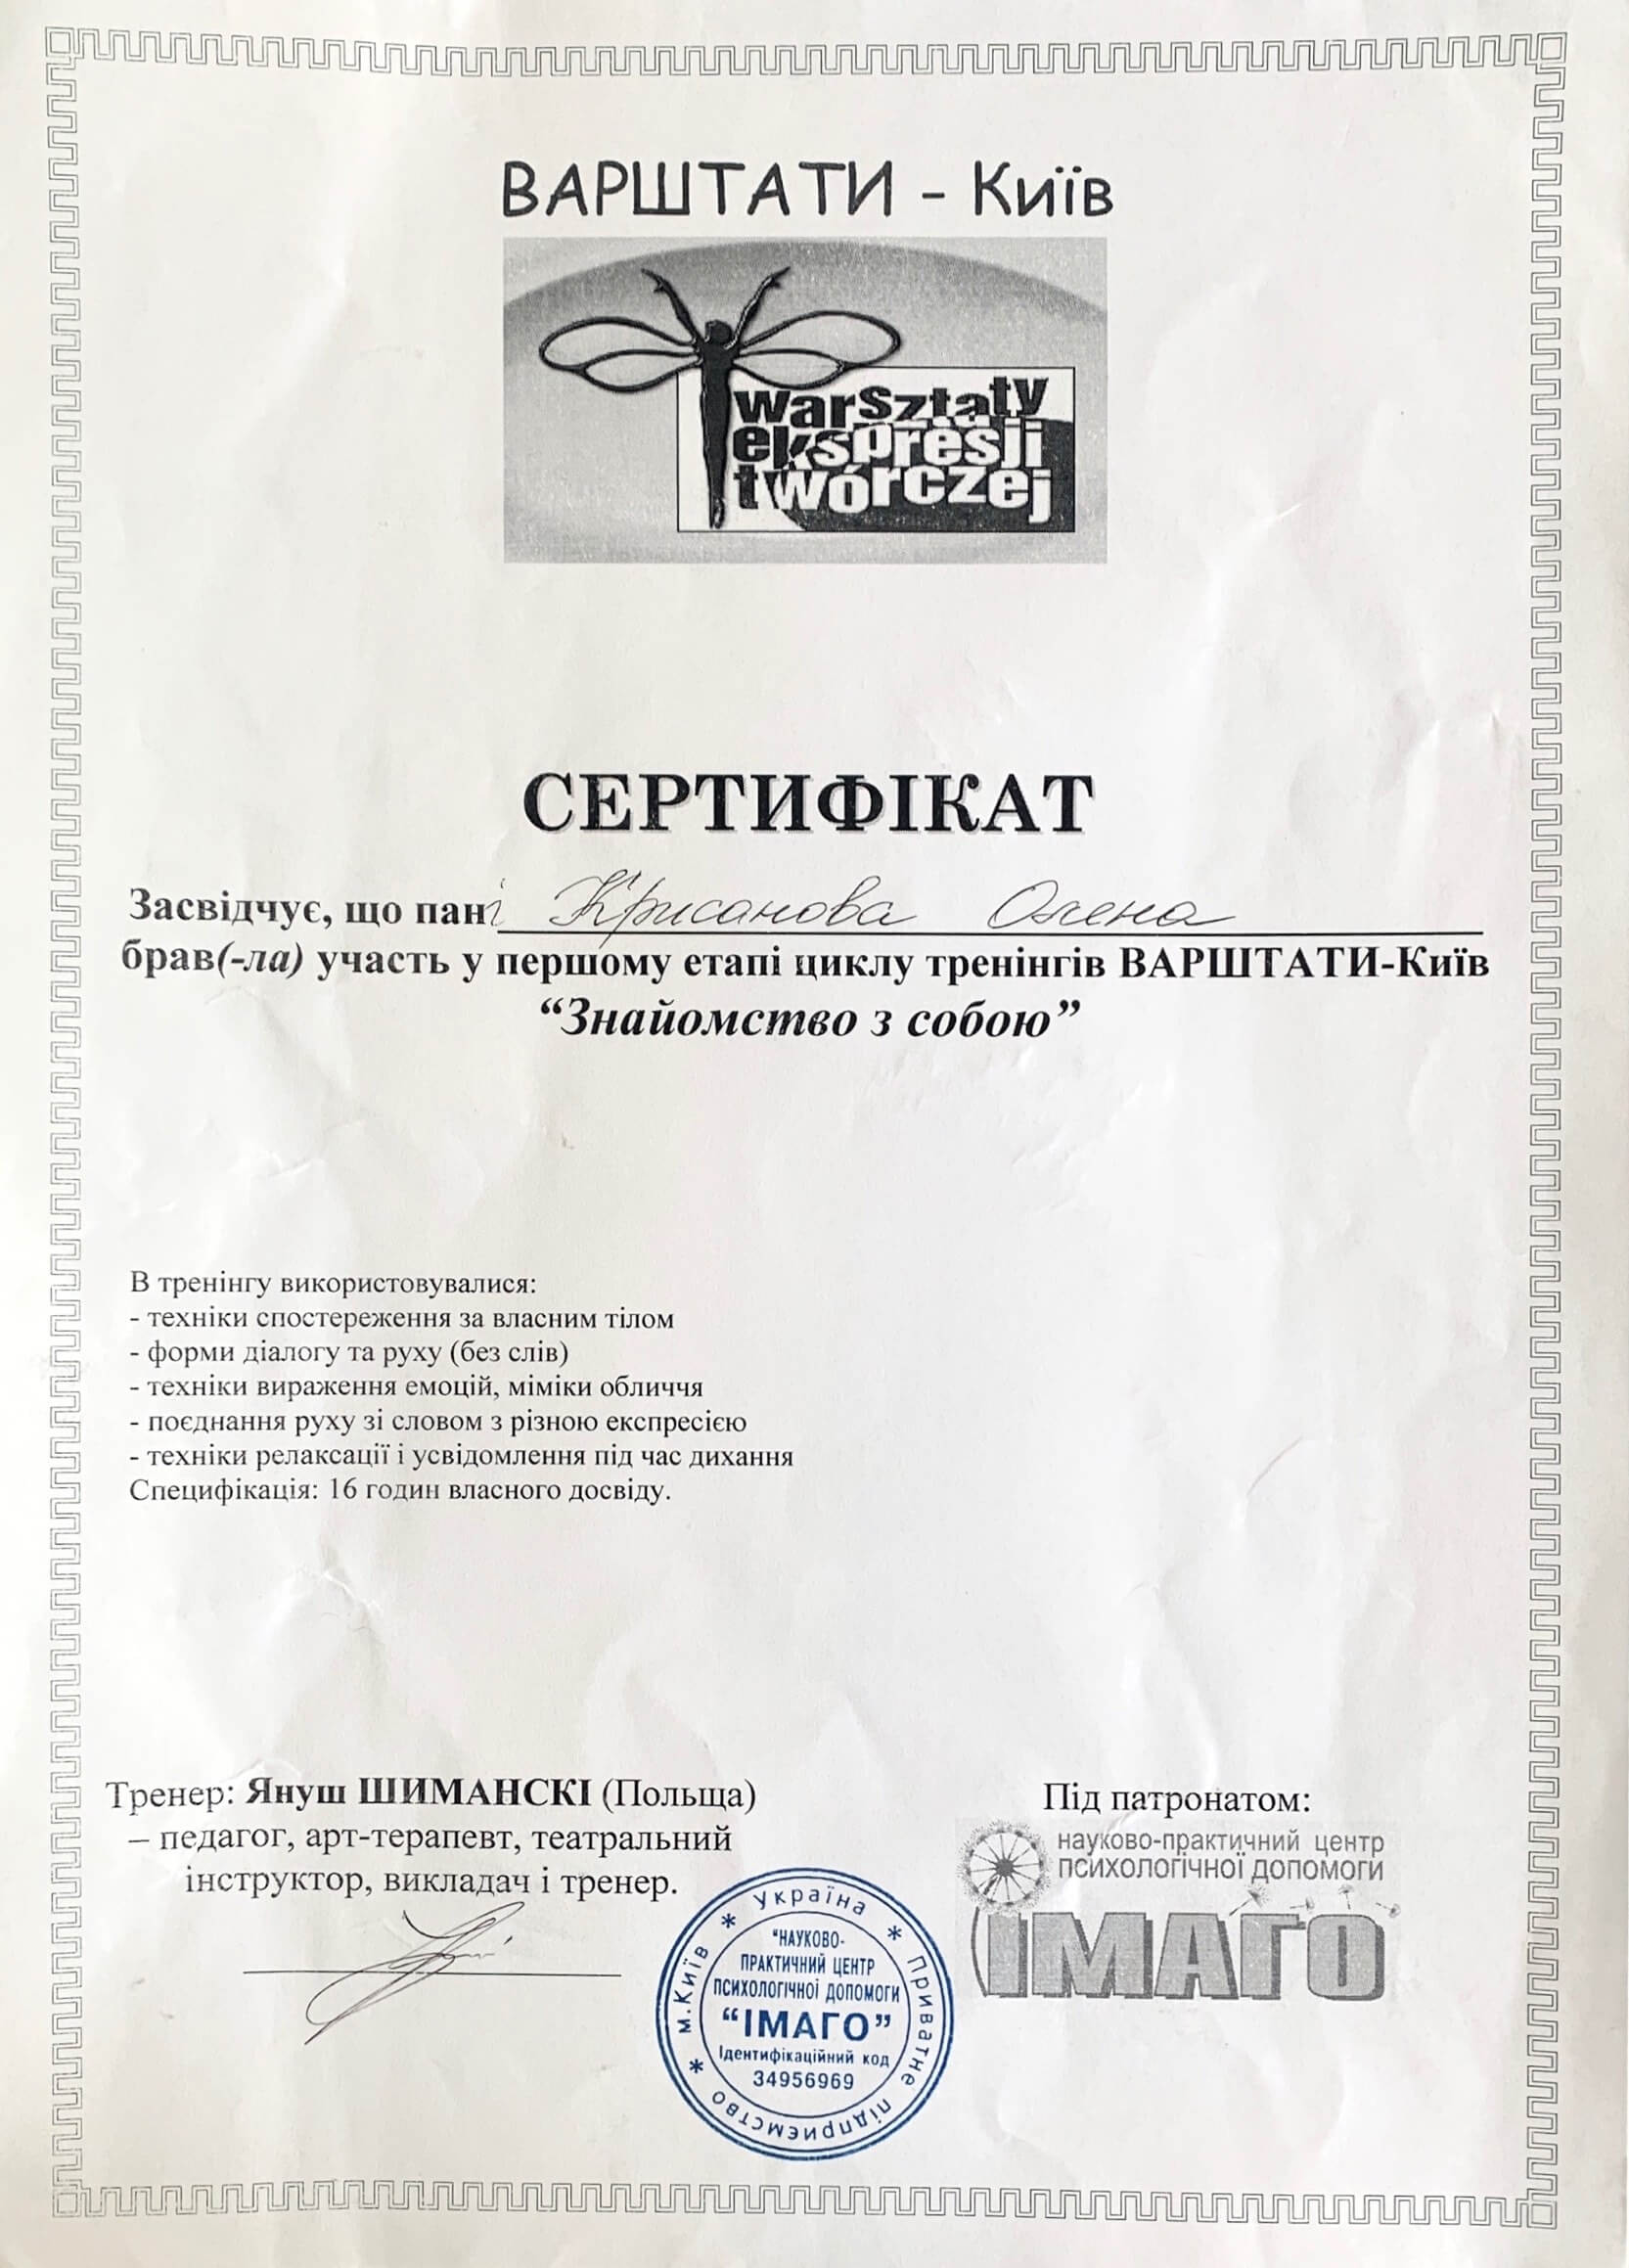 ВАРШТАТИ - Київ
warsztaty
ekspresji
twórczej
СЕРТИФІКАТ
Засвідчує, що пані Крисанова Олена
брав(-ла) участь у першому етапі циклу тренінгів ВАРШТАТИ-Київ
“Знайомство з собою”
В тренінгу використовувалися:
- техніки спостереження за власним тілом
- форми діалогу та руху (без слів)
- техніки вираження емоцій, міміки обличчя
- поєднання руху зі словом з різною експресією
- техніки релаксації і усвідомлення під час дихання
Специфікація: 16 годин власного досвіду.
Тренер: Януш ШИМАНСКІ (Польща)
– педагог, арт-терапевт, театральний
інструктор, викладач і тренер.
Під патронатом:
науково-практичний центр
психологічної допомоги
ІМАГО
* Україна * Приватне підприємство * м.Київ
“НАУКОВО-
ПРАКТИЧНИЙ ЦЕНТР
ПСИХОЛОГІЧНОЇ ДОПОМОГИ
“ІМАГО”
Ідентифікаційний код
34956969